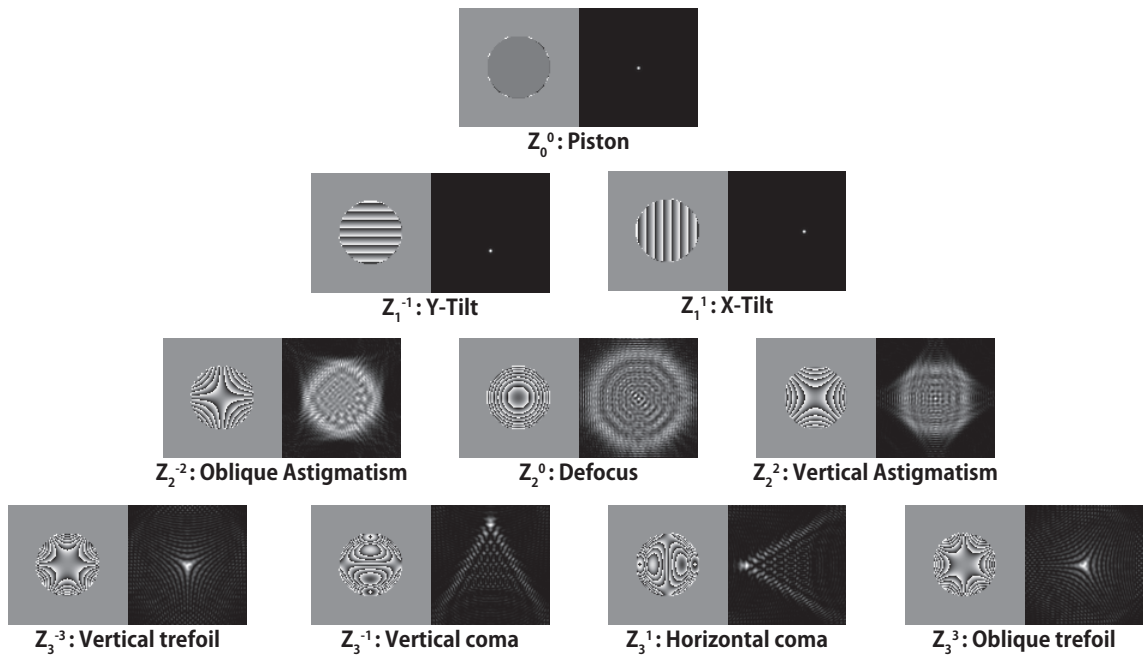 Z₀⁰ : Piston
Z₁⁻¹ : Y-Tilt
Z₁¹ : X-Tilt
Z₂⁻² : Oblique Astigmatism
Z₂⁰ : Defocus
Z₂² : Vertical Astigmatism
Z₃⁻³ : Vertical trefoil
Z₃⁻¹ : Vertical coma
Z₃¹ : Horizontal coma
Z₃³ : Oblique trefoil